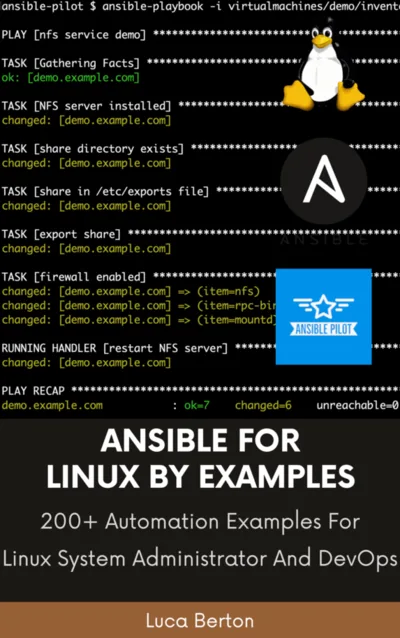 ansible-pilot $ ansible-playbook -i virtualmachines/demo/invento
PLAY [nfs service demo] **********************************
TASK [Gathering Facts] ***********************************
ok: [demo.example.com]
TASK [NFS server installed] ******************************
changed: [demo.example.com]
TASK [share directory exists] ****************************
changed: [demo.example.com]
TASK [share in /etc/exports file] ************************
changed: [demo.example.com]
ANSIBLE
TASK [export share] **************************************
changed: [demo.example.com]
TASK [firewall enabled] **********************************
changed: [demo.example.com] => (item=nfs)
changed: [demo.example.com] => (item=rpc-bin
changed: [demo.example.com] => (item=mountd)
ANSIBLE PILOT
RUNNING HANDLER [restart NFS server] *********************
changed: [demo.example.com]
PLAY RECAP ***********************************************
demo.example.com : ok=7 changed=6 unreachable=0
ANSIBLE FOR
LINUX BY EXAMPLES
200+ Automation Examples For
Linux System Administrator And DevOps
Luca Berton